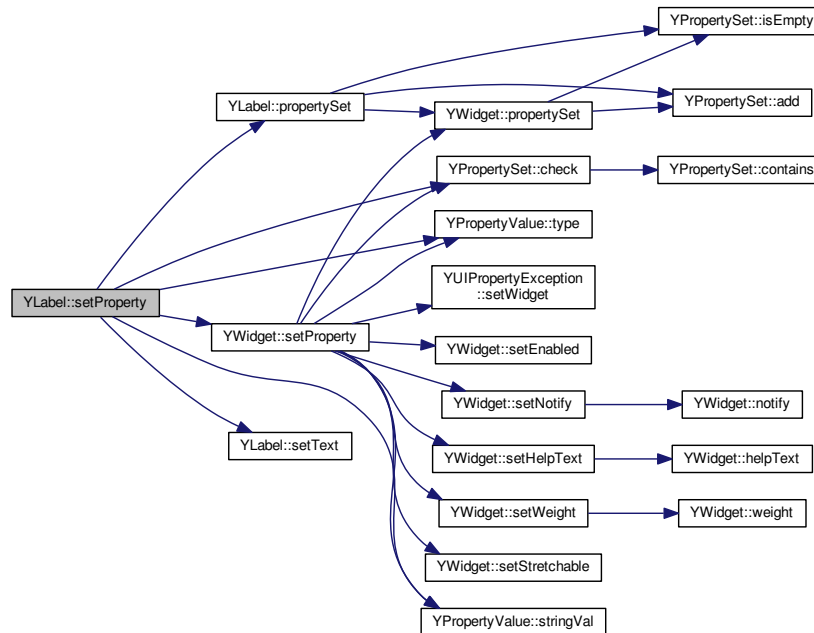 YPropertySet::isEmpty
YLabel::propertySet
YPropertySet::add
YWidget::propertySet
YPropertySet::check
YPropertySet::contains
YPropertyValue::type
YUIPropertyException
::setWidget
YLabel::setProperty
YWidget::setProperty
YWidget::setEnabled
YWidget::setNotify
YWidget::notify
YLabel::setText
YWidget::setHelpText
YWidget::helpText
YWidget::setWeight
YWidget::weight
YWidget::setStretchable
YPropertyValue::stringVal